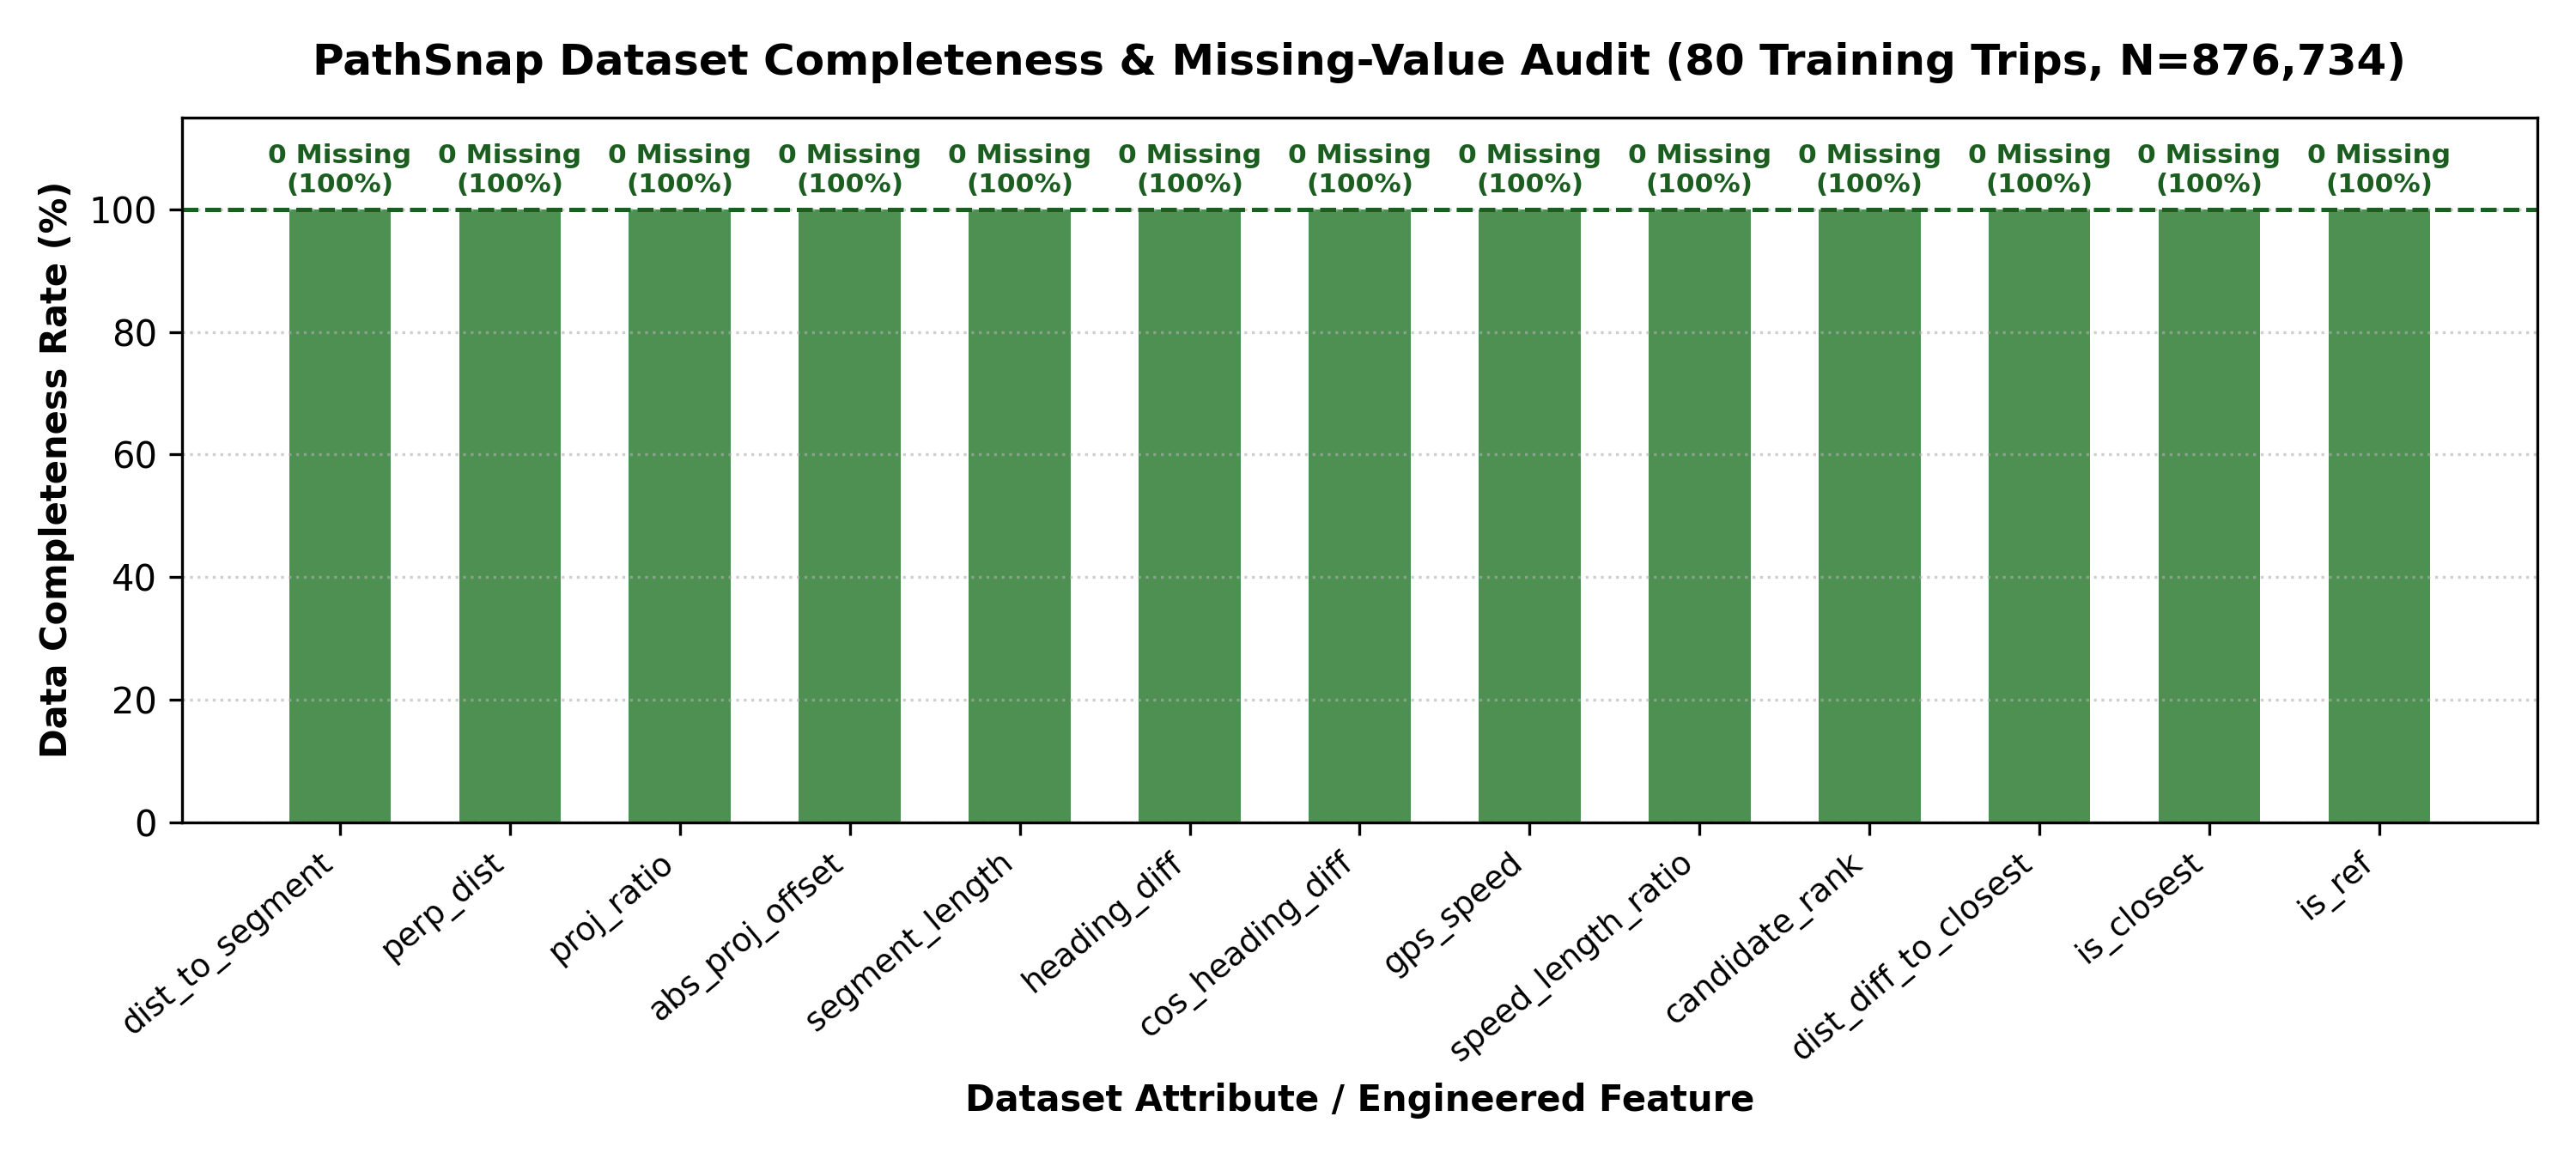 PathSnap Dataset Completeness & Missing-Value Audit (80 Training Trips, N=876,734)
0 Missing 0 Missing 0 Missing 0 Missing 0 Missing 0 Missing 0 Missing 0 Missing 0 Missing 0 Missing 0 Missing 0 Missing 0 Missing
(100%) (100%) (100%) (100%) (100%) (100%) (100%) (100%) (100%) (100%) (100%) (100%) (100%)
Data Completeness Rate (%)
100
80
60
40
20
0
dist_to_segment
perp_dist
proj_ratio
abs_proj_offset
segment_length
heading_diff
cos_heading_diff
gps_speed
speed_length_ratio
candidate_rank
dist_diff_to_closest
is_closest
is_ref
Dataset Attribute / Engineered Feature